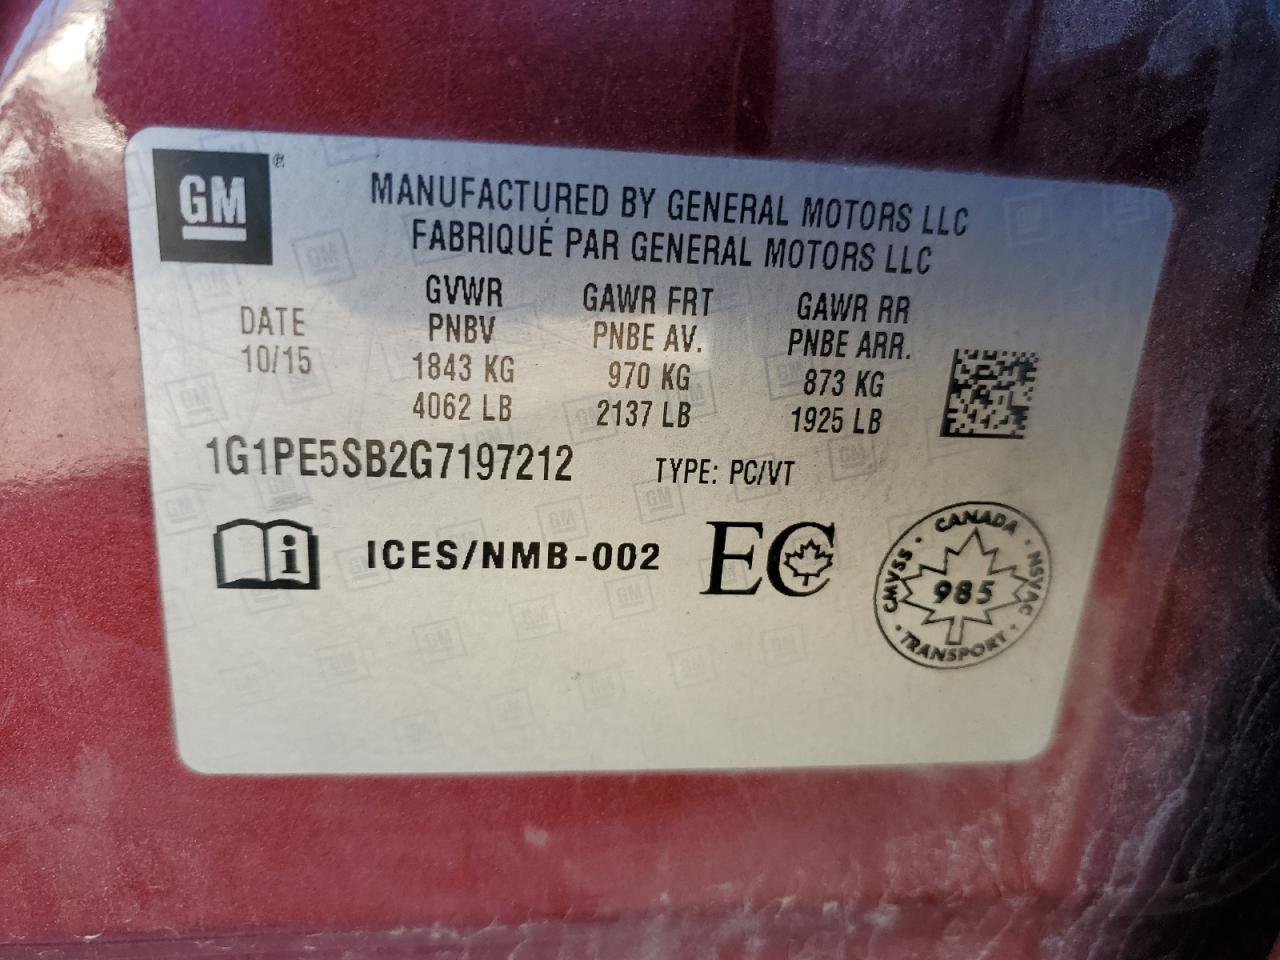 GM®
MANUFACTURED BY GENERAL MOTORS LLC
FABRIQUÉ PAR GENERAL MOTORS LLC
DATE
10/15
GVWR
PNBV
1843 KG
4062 LB
GAWR FRT
PNBE AV.
970 KG
2137 LB
GAWR RR
PNBE ARR.
873 KG
1925 LB
1G1PE5SB2G7197212 TYPE: PC/VT
i ICES/NMB-002 EC
CANADA
CMVSS · NSVAC
985
· TRANSPORT ·